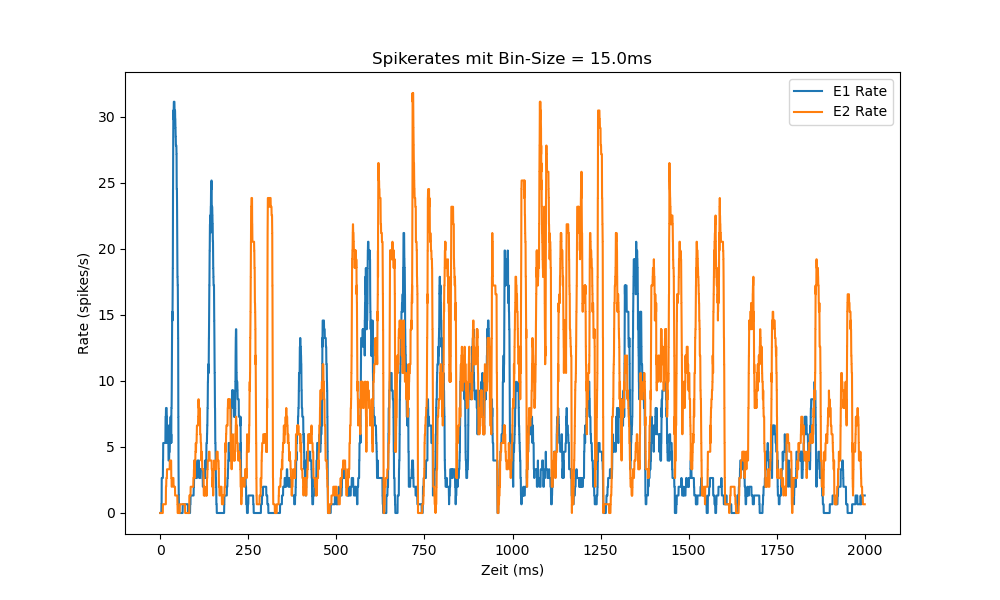 Spikerates mit Bin-Size = 15.0ms
E1 Rate
E2 Rate
30
25
20
15
10
5
0
Rate (spikes/s)
0 250 500 750 1000 1250 1500 1750 2000
Zeit (ms)